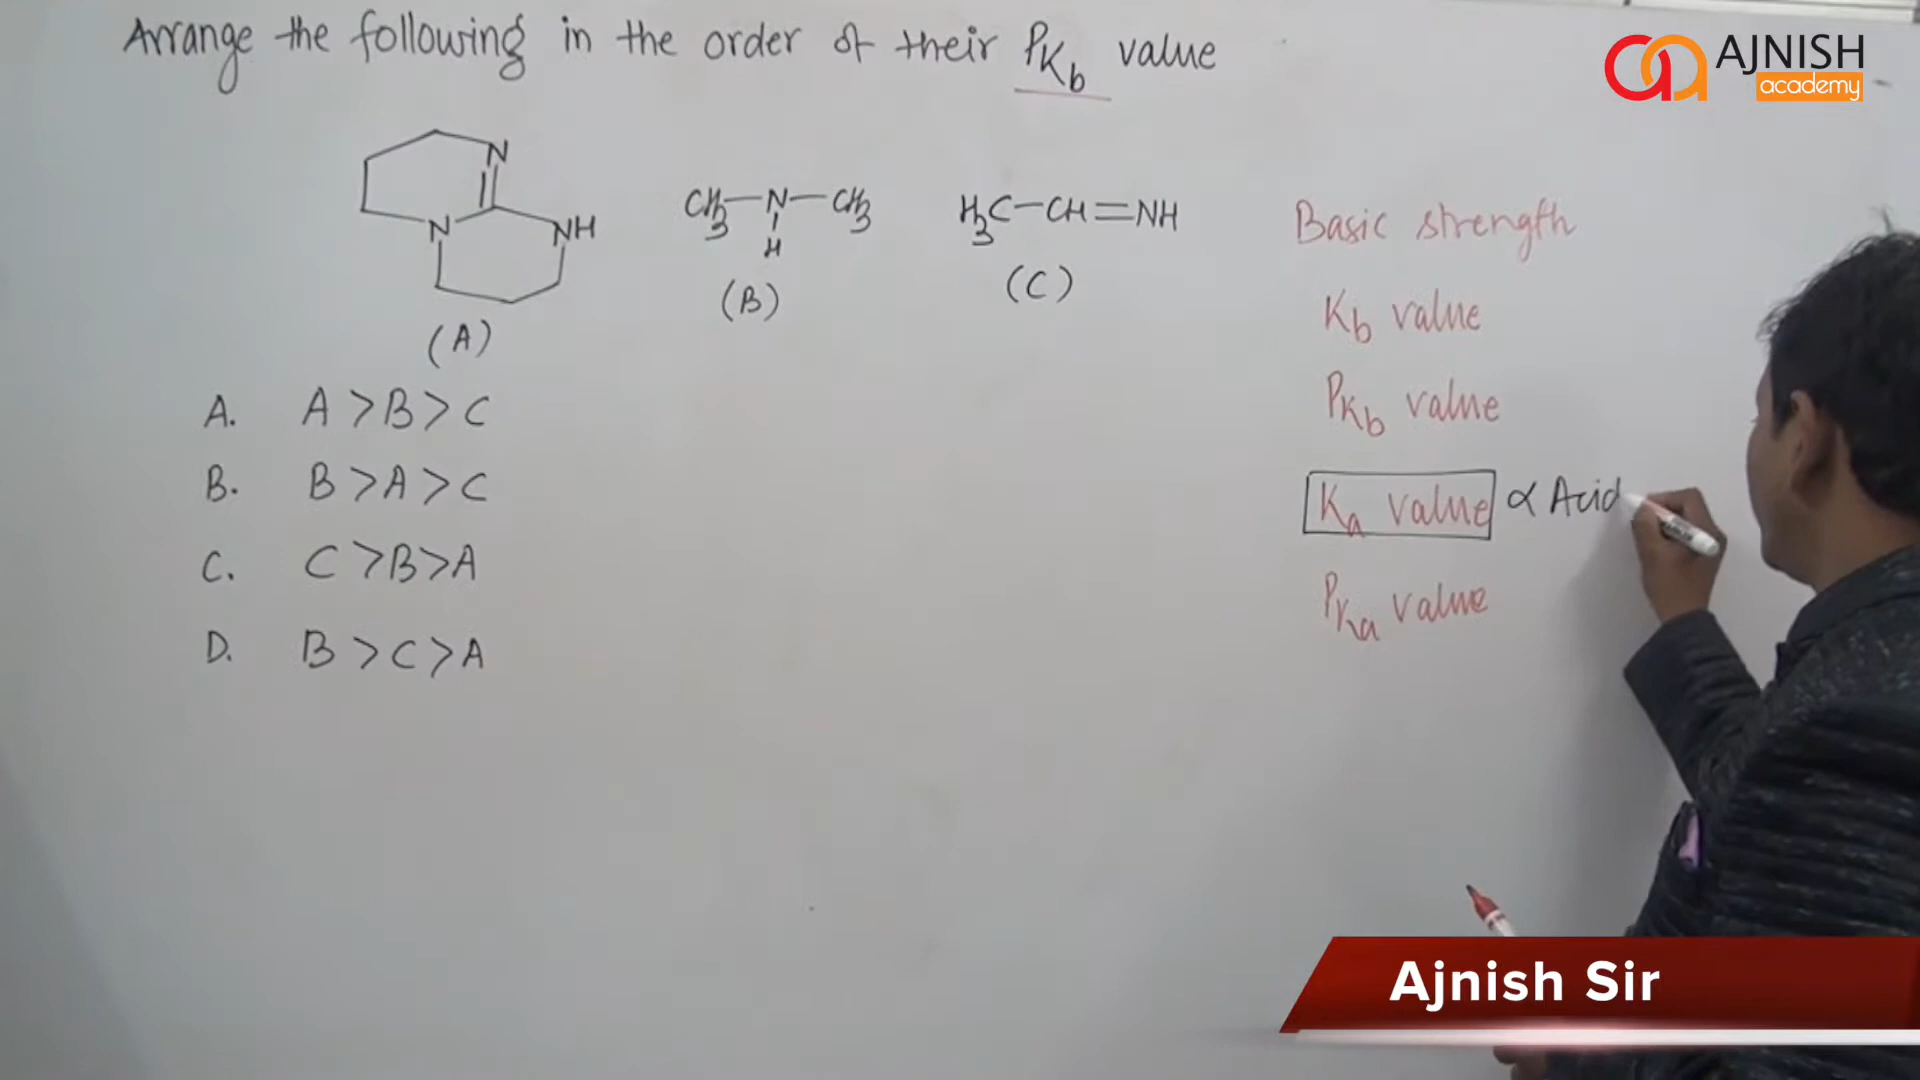 Arrange the following in the order of their PKb value
AJNISH
academy
N
N
NH
(A)
CH3—N—CH3
H
(B)
H3C—CH=NH
(C)
A. A > B > C
B. B > A > C
C. C > B > A
D. B > C > A
Basic strength
Kb value
PKb value
Ka value ∝ Acid
PKa value
Ajnish Sir